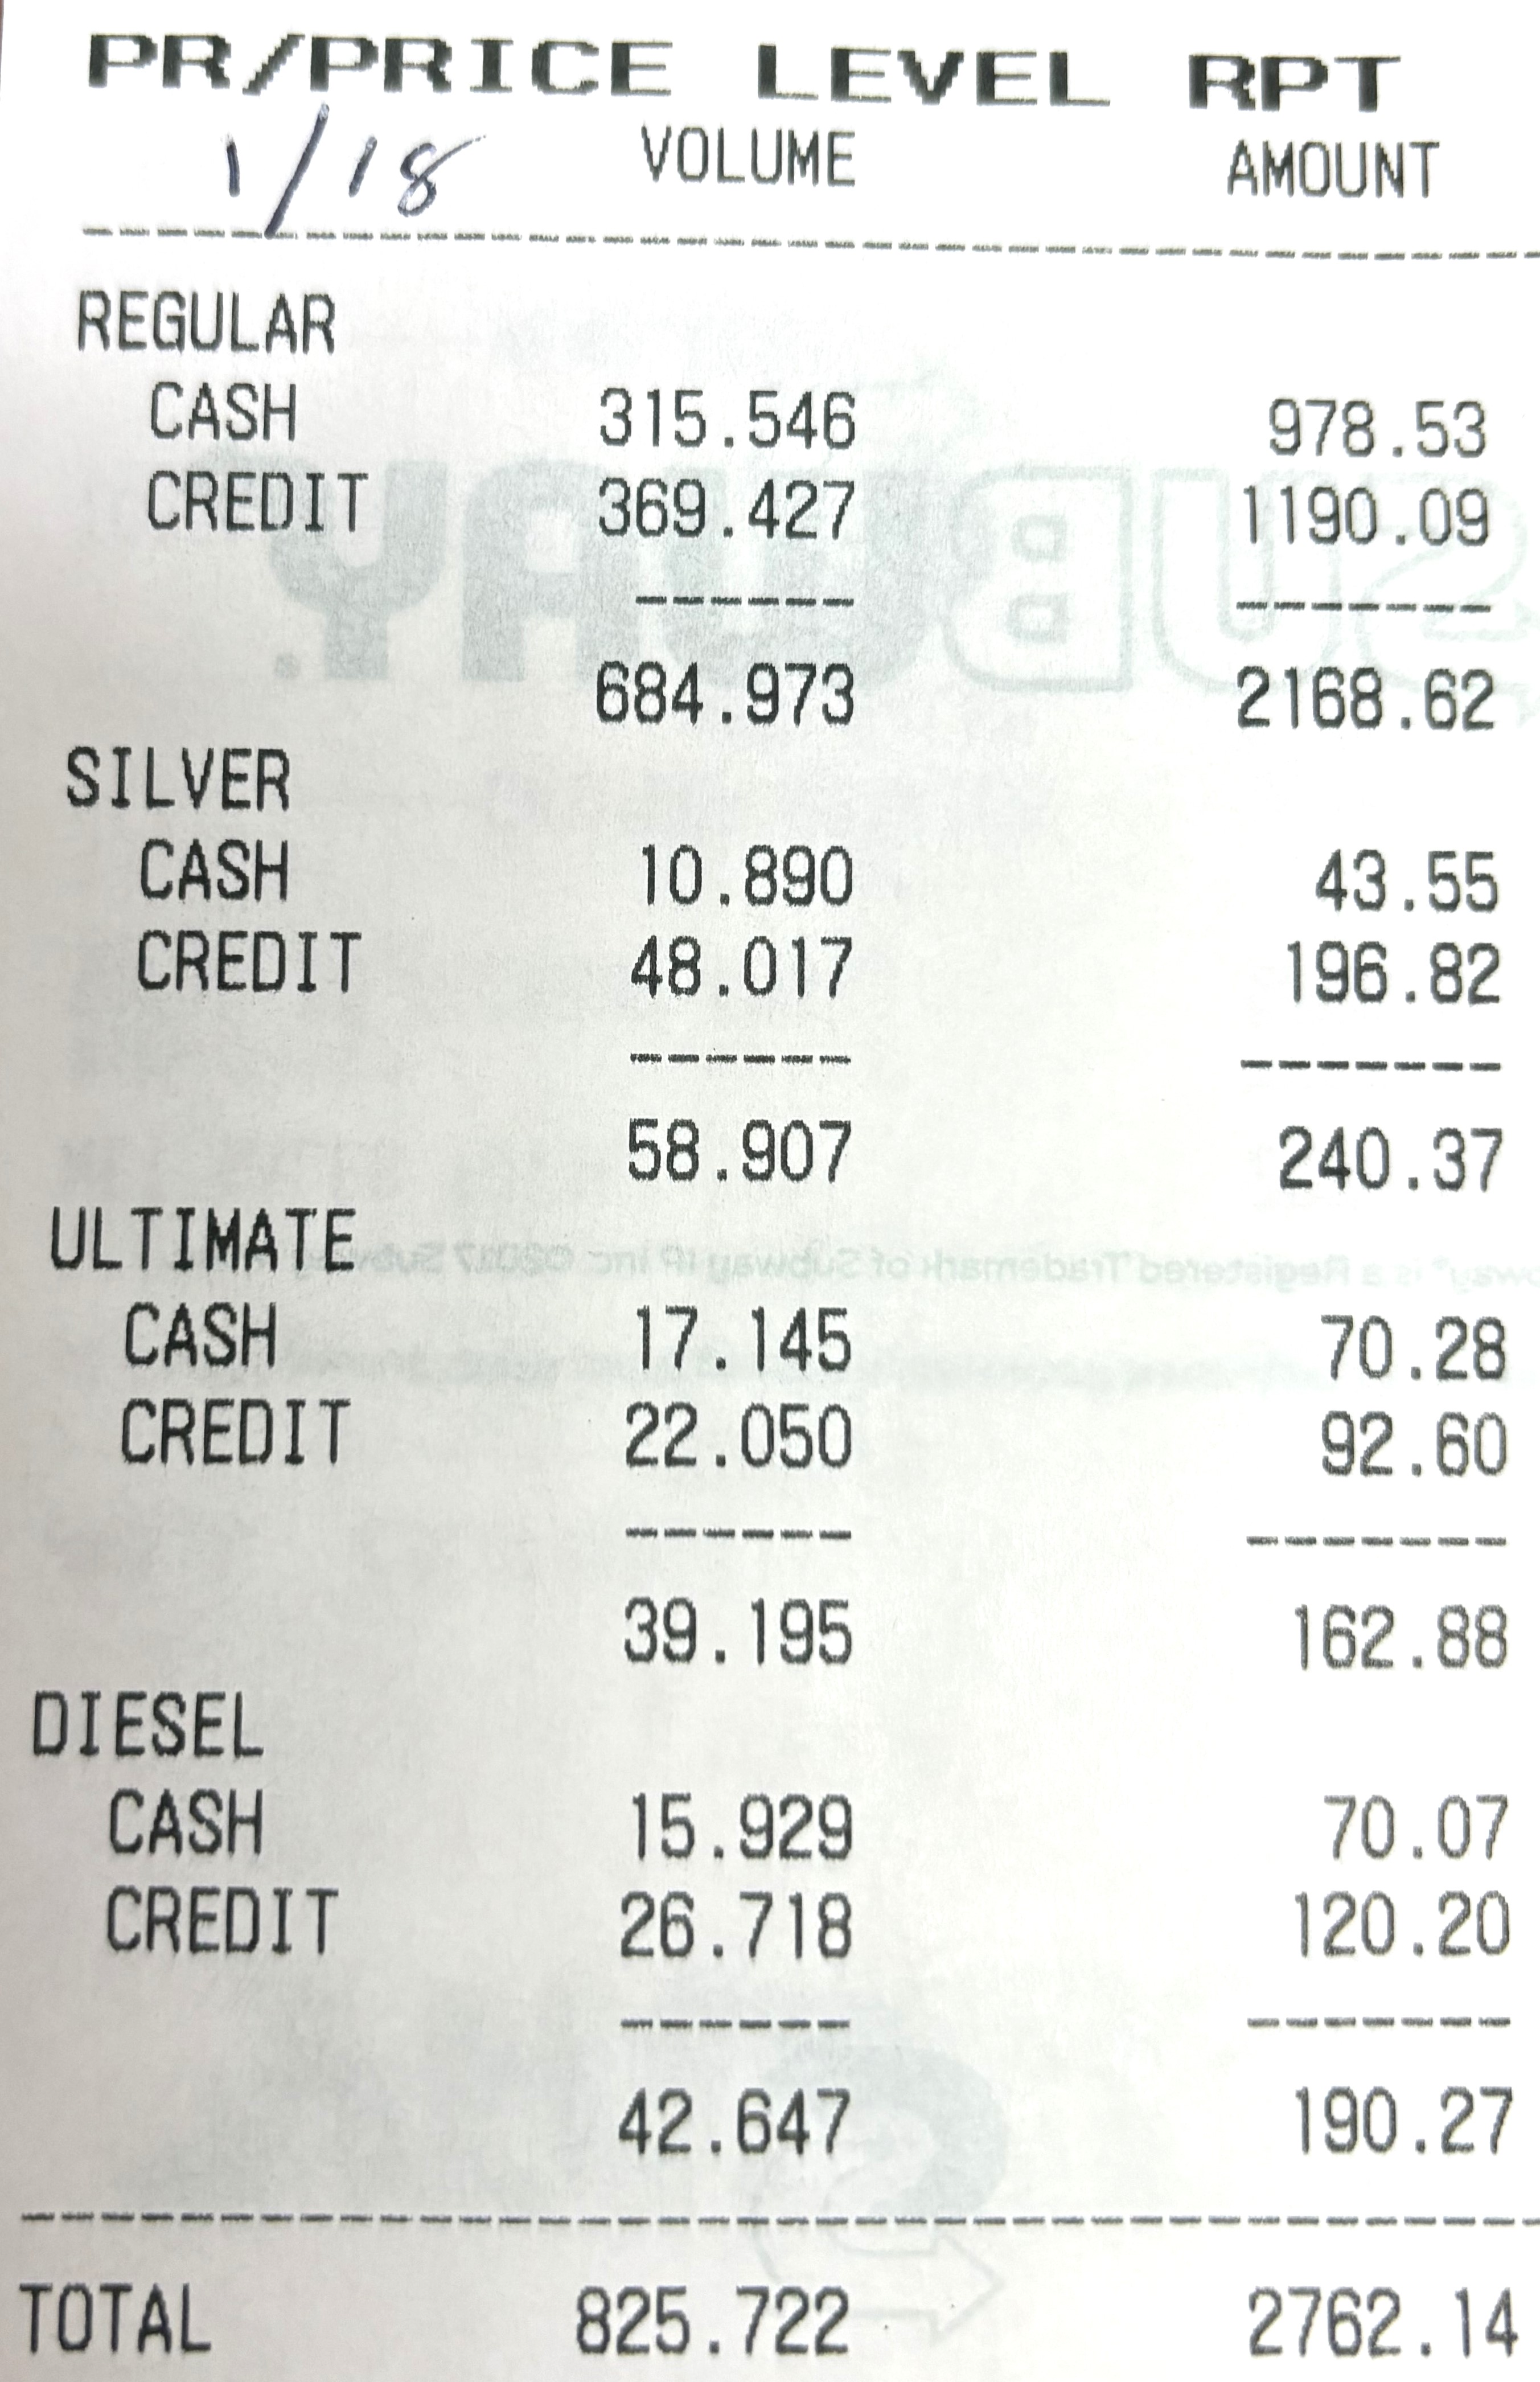 PR/PRICE LEVEL RPT
1/18 VOLUME AMOUNT
REGULAR
CASH 315.546 978.53
CREDIT 369.427 1190.09
684.973 2168.62
SILVER
CASH 10.890 43.55
CREDIT 48.017 196.82
58.907 240.37
ULTIMATE
CASH 17.145 70.28
CREDIT 22.050 92.60
39.195 162.88
DIESEL
CASH 15.929 70.07
CREDIT 26.718 120.20
42.647 190.27
TOTAL 825.722 2762.14